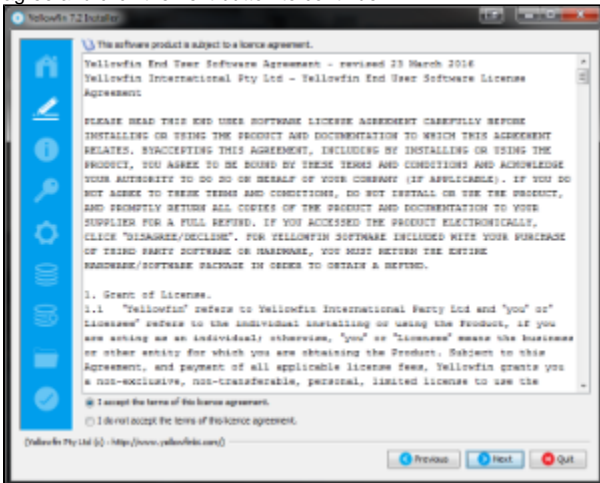 Yellowfin 7.2 Installer
This software product is subject to a licence agreement.
Yellowfin End User Software Agreement - revised 23 March 2016
Yellowfin International Pty Ltd - Yellowfin End User Software License
Agreement
PLEASE READ THIS END USER SOFTWARE LICENSE AGREEMENT CAREFULLY BEFORE
INSTALLING OR USING THE PRODUCT AND DOCUMENTATION TO WHICH THIS AGREEMENT
RELATES. BYACCEPTING THIS AGREEMENT, INCLUDING BY INSTALLING OR USING THE
PRODUCT, YOU AGREE TO BE BOUND BY THESE TERMS AND CONDITIONS AND ACKNOWLEDGE
YOUR AUTHORITY TO DO SO ON BEHALF OF YOUR COMPANY (IF APPLICABLE). IF YOU DO
NOT AGREE TO THESE TERMS AND CONDITIONS, DO NOT INSTALL OR USE THE PRODUCT,
AND PROMPTLY RETURN ALL COPIES OF THE PRODUCT AND DOCUMENTATION TO YOUR
SUPPLIER FOR A FULL REFUND. IF YOU ACCESSED THE PRODUCT ELECTRONICALLY,
CLICK "DISAGREE/DECLINE". FOR YELLOWFIN SOFTWARE INCLUDED WITH YOUR PURCHASE
OF THIRD PARTY SOFTWARE OR HARDWARE, YOU MUST RETURN THE ENTIRE
HARDWARE/SOFTWARE PACKAGE IN ORDER TO OBTAIN A REFUND.
1. Grant of License.
1.1 "Yellowfin" refers to Yellowfin International Party Ltd and "you" or"
Licensee" refers to the individual installing or using the Product, if you
are acting as an individual; otherwise, "you" or "Licensee" means the business
or other entity for which you are obtaining the Product. Subject to this
Agreement, and payment of all applicable license fees, Yellowfin grants you
a non-exclusive, non-transferable, personal, limited license to use the
I accept the terms of this licence agreement.
I do not accept the terms of this licence agreement.
(Yellowfin Pty Ltd (c) - http://www.yellowfinbi.com/)
Previous
Next
Quit